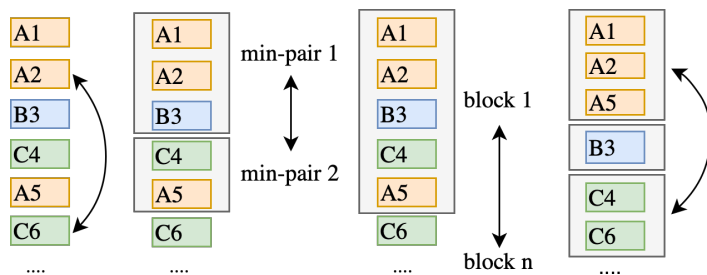 A1
A2
B3
C4
A5
C6
....
A1
A2
B3
C4
A5
C6
....
min-pair 1
min-pair 2
A1
A2
B3
C4
A5
C6
....
block 1
block n
A1
A2
A5
B3
C4
C6
....